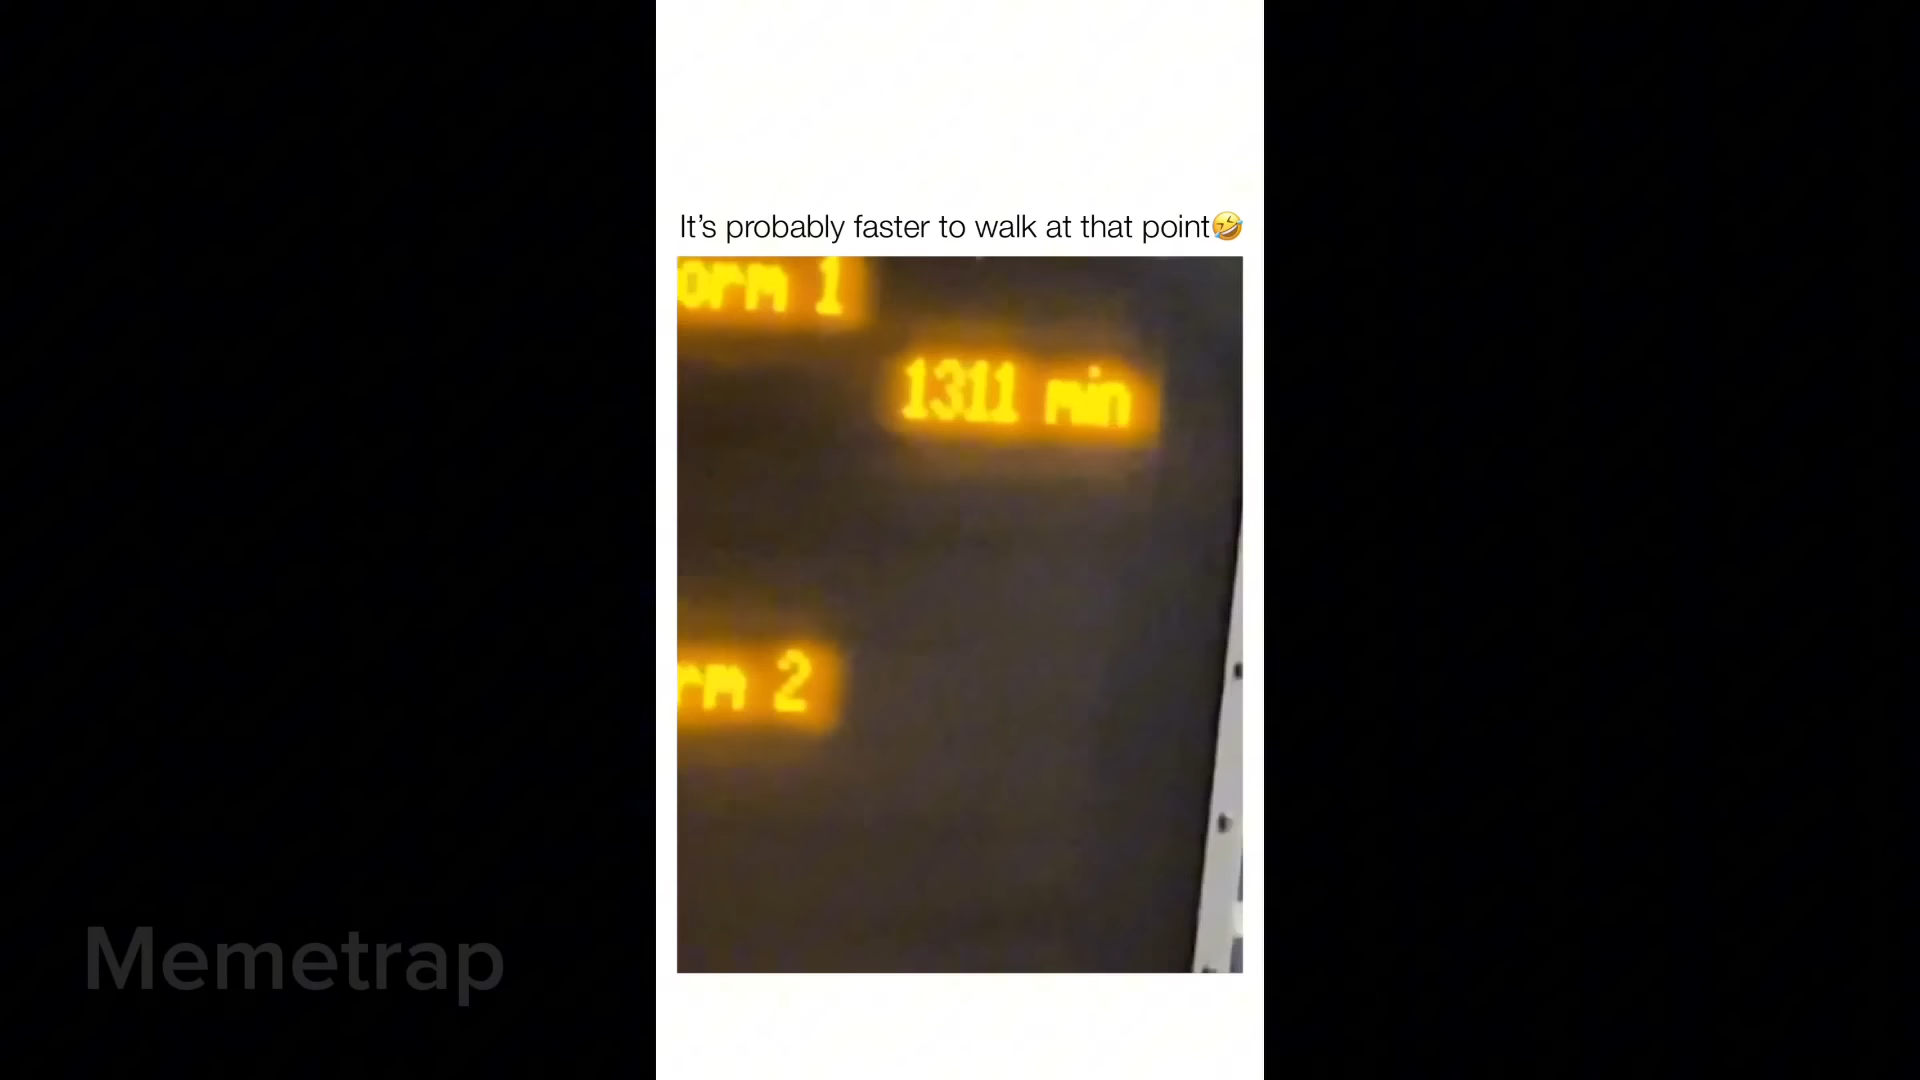 It's probably faster to walk at that point🤣
orm 1
1311 min
rm 2
Memetrap